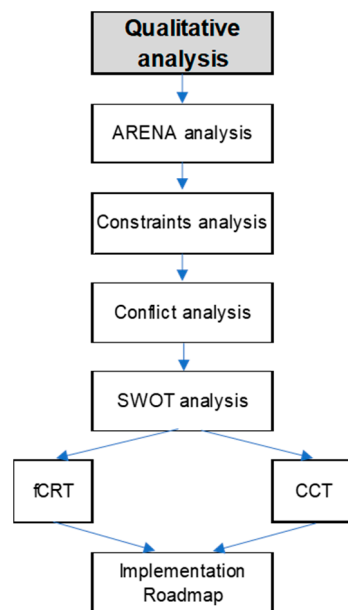 Qualitative
analysis
ARENA analysis
Constraints analysis
Conflict analysis
SWOT analysis
fCRT
CCT
Implementation
Roadmap